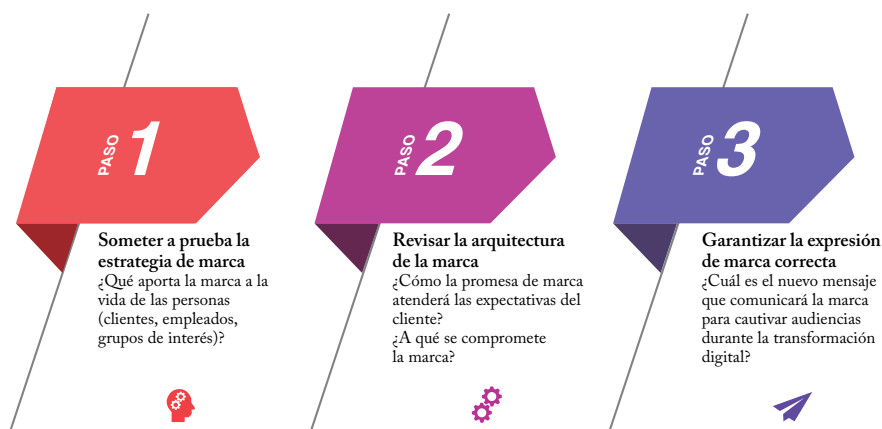 PASO 1
Someter a prueba la
estrategia de marca
¿Qué aporta la marca a la
vida de las personas
(clientes, empleados,
grupos de interés)?
PASO 2
Revisar la arquitectura
de la marca
¿Cómo la promesa de marca
atenderá las expectativas del
cliente?
¿A qué se compromete
la marca?
PASO 3
Garantizar la expresión
de marca correcta
¿Cuál es el nuevo mensaje
que comunicará la marca
para cautivar audiencias
durante la transformación
digital?